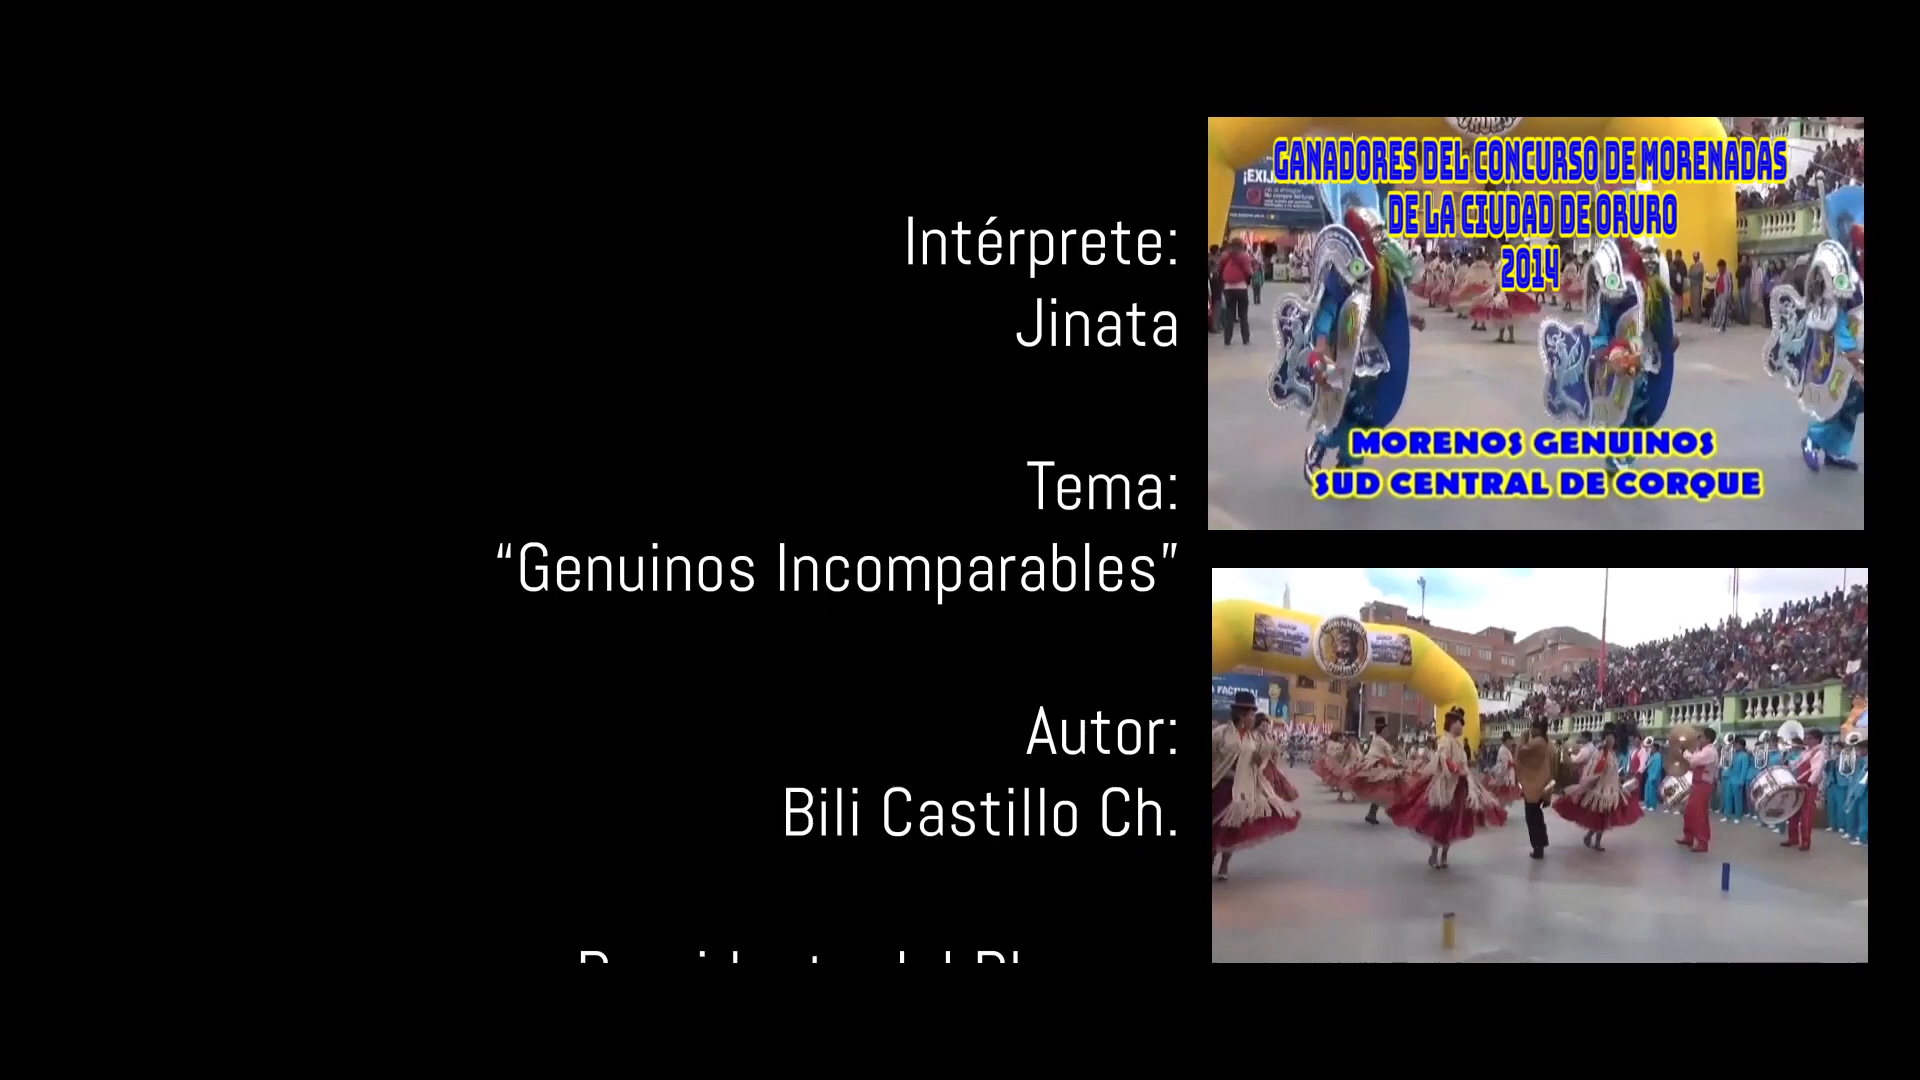 Intérprete:
Jinata
Tema:
“Genuinos Incomparables”
Autor:
Bili Castillo Ch.
GANADORES DEL CONCURSO DE MORENADAS
DE LA CIUDAD DE ORURO
2014
MORENOS GENUINOS
SUD CENTRAL DE CORQUE